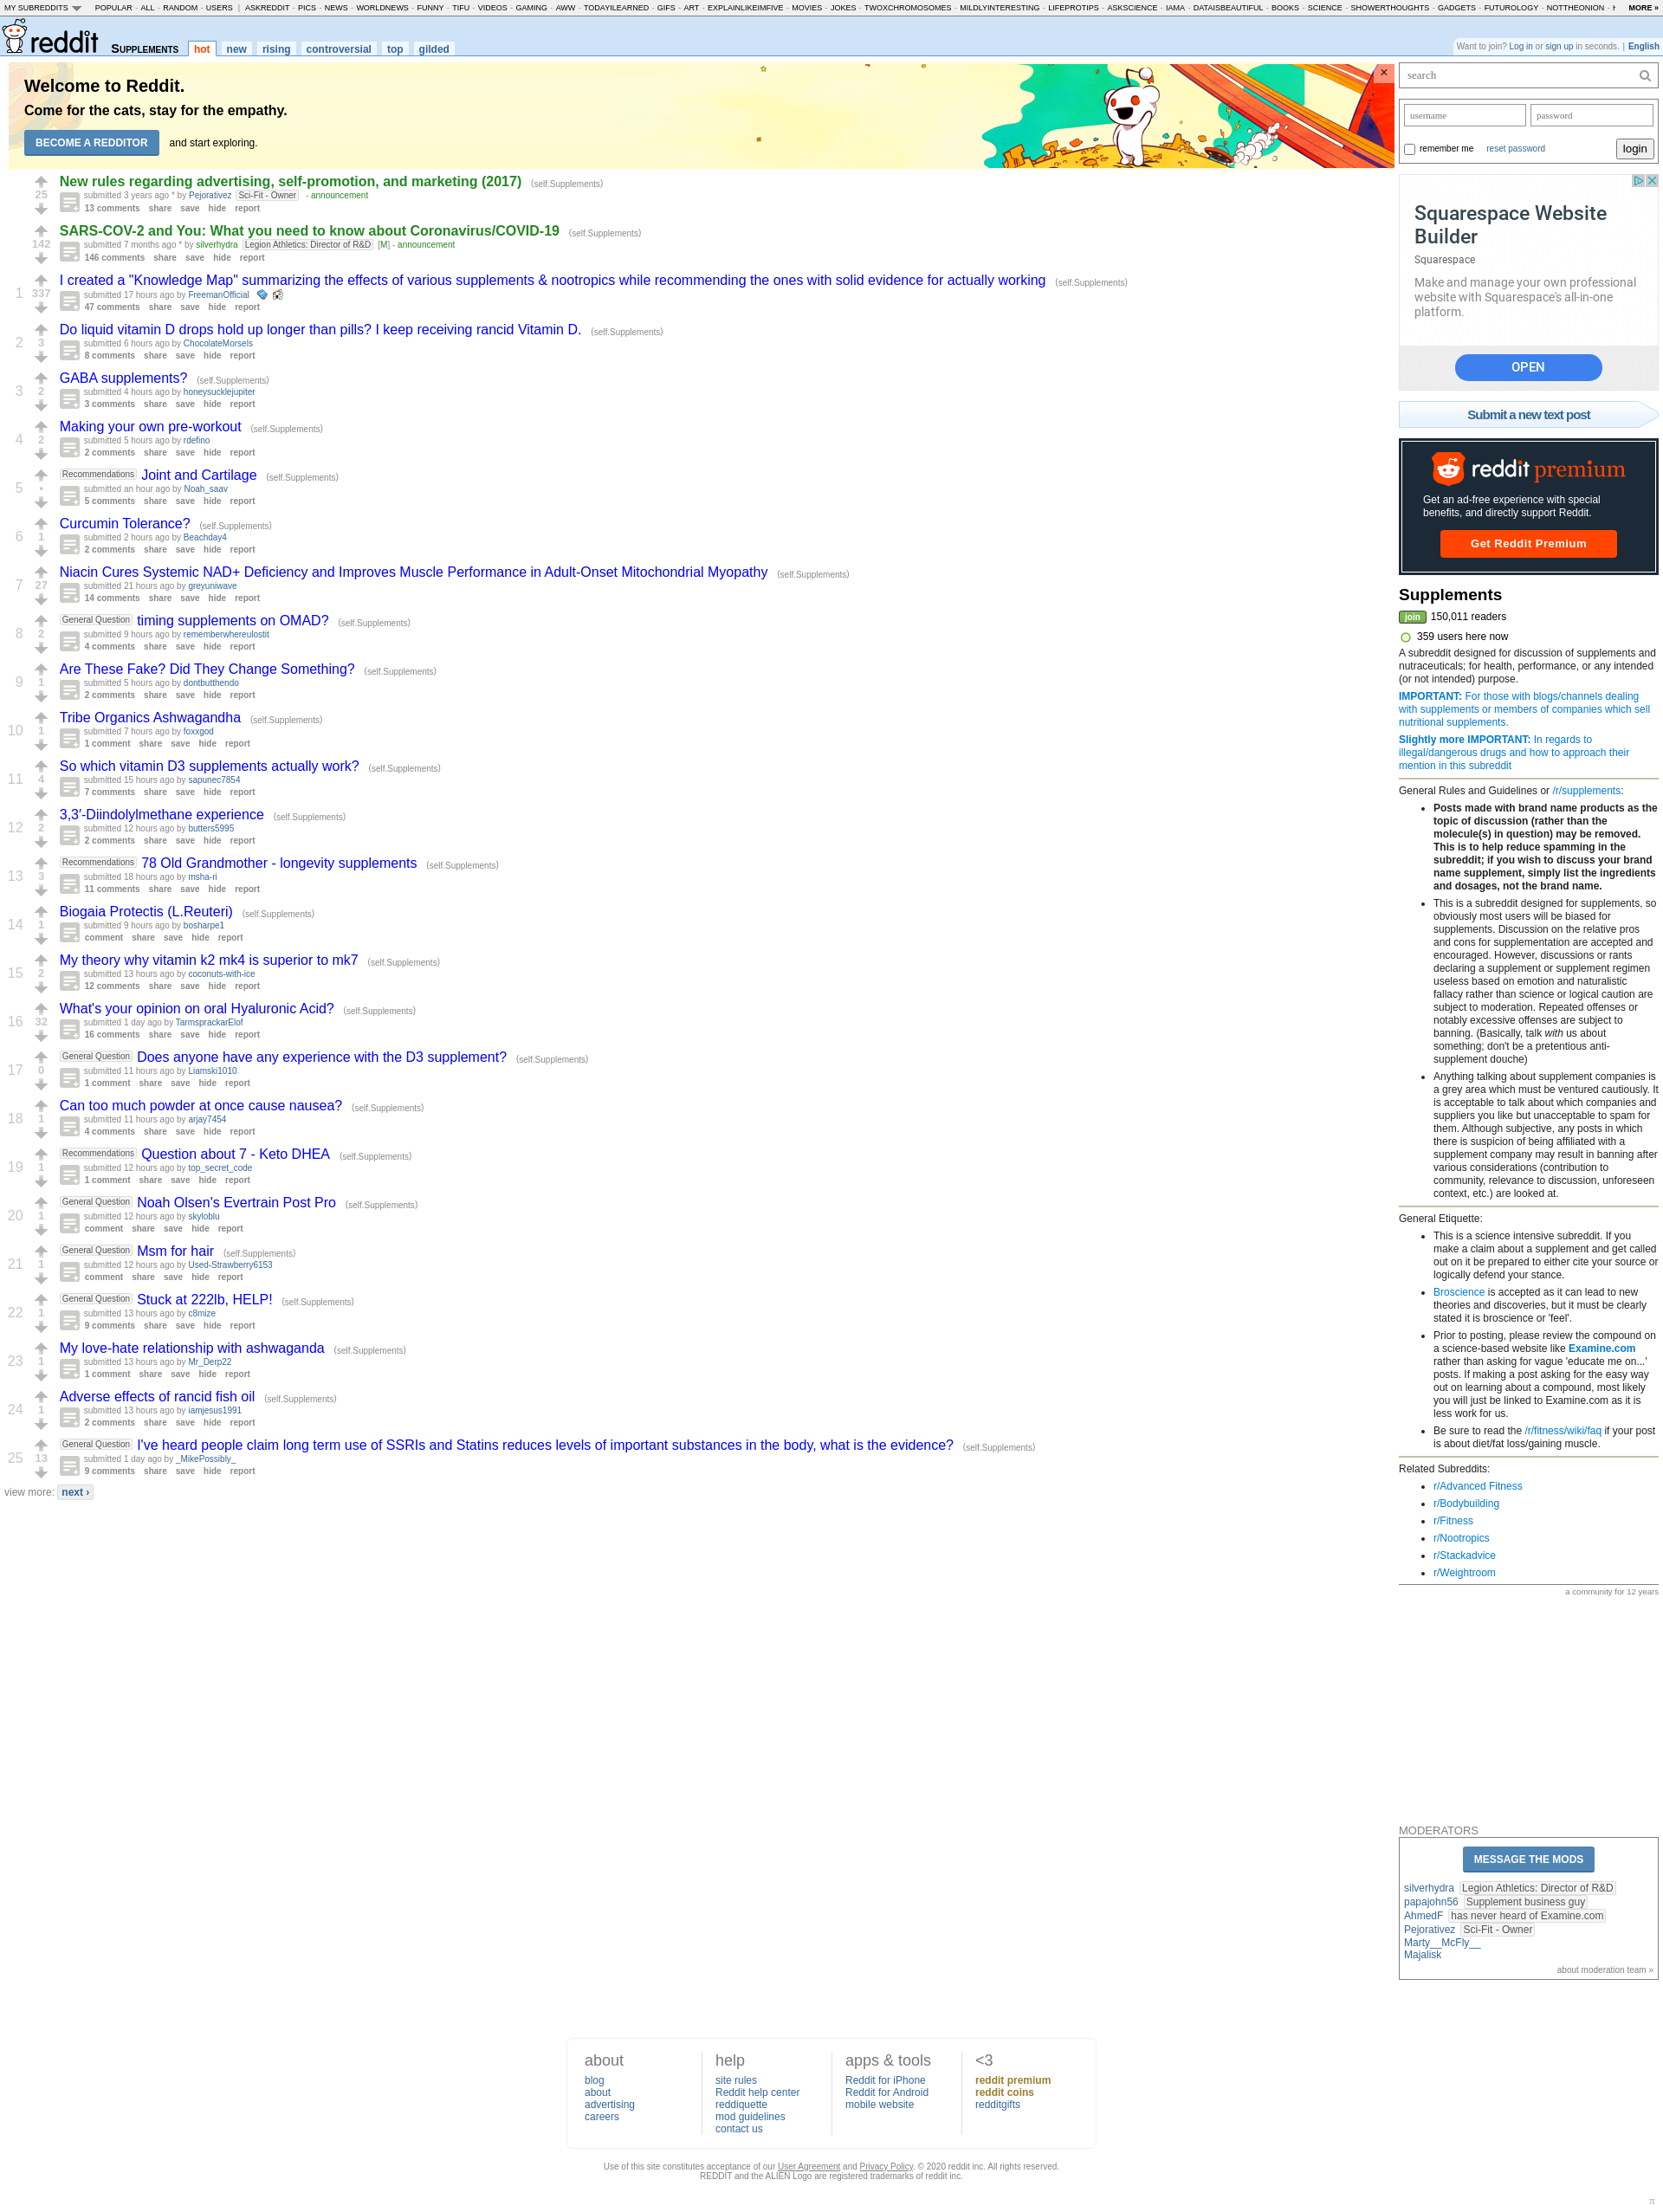 MY SUBREDDITS POPULAR - ALL - RANDOM - USERS | ASKREDDIT - PICS - NEWS - WORLDNEWS - FUNNY - TIFU - VIDEOS - GAMING - AWW - TODAYILEARNED - GIFS - ART - EXPLAINLIKEIMFIVE - MOVIES - JOKES - TWOXCHROMOSOMES - MILDLYINTERESTING - LIFEPROTIPS - ASKSCIENCE - IAMA - DATAISBEAUTIFUL - BOOKS - SCIENCE - SHOWERTHOUGHTS - GADGETS - FUTUROLOGY - NOTTHEONION - MORE »
reddit SUPPLEMENTS hot new rising controversial top gilded
Want to join? Log in or sign up in seconds. | English
Welcome to Reddit.
Come for the cats, stay for the empathy.
BECOME A REDDITOR and start exploring.
×
New rules regarding advertising, self-promotion, and marketing (2017) (self.Supplements)
25 submitted 3 years ago * by Pejorativez Sci-Fit - Owner - announcement
13 comments share save hide report
SARS-COV-2 and You: What you need to know about Coronavirus/COVID-19 (self.Supplements)
142 submitted 7 months ago * by silverhydra Legion Athletics: Director of R&D [M] - announcement
146 comments share save hide report
I created a "Knowledge Map" summarizing the effects of various supplements & nootropics while recommending the ones with solid evidence for actually working (self.Supplements)
1 337 submitted 17 hours ago by FreemanOfficial
47 comments share save hide report
Do liquid vitamin D drops hold up longer than pills? I keep receiving rancid Vitamin D. (self.Supplements)
2 3 submitted 6 hours ago by ChocolateMorsels
8 comments share save hide report
GABA supplements? (self.Supplements)
3 2 submitted 4 hours ago by honeysucklejupiter
3 comments share save hide report
Making your own pre-workout (self.Supplements)
4 2 submitted 5 hours ago by rdefino
2 comments share save hide report
Recommendations Joint and Cartilage (self.Supplements)
5 • submitted an hour ago by Noah_saav
5 comments share save hide report
Curcumin Tolerance? (self.Supplements)
6 1 submitted 2 hours ago by Beachday4
2 comments share save hide report
Niacin Cures Systemic NAD+ Deficiency and Improves Muscle Performance in Adult-Onset Mitochondrial Myopathy (self.Supplements)
7 27 submitted 21 hours ago by greyuniwave
14 comments share save hide report
General Question timing supplements on OMAD? (self.Supplements)
8 2 submitted 9 hours ago by rememberwhereulostit
4 comments share save hide report
Are These Fake? Did They Change Something? (self.Supplements)
9 1 submitted 5 hours ago by dontbutthendo
2 comments share save hide report
Tribe Organics Ashwagandha (self.Supplements)
10 1 submitted 7 hours ago by foxxgod
1 comment share save hide report
So which vitamin D3 supplements actually work? (self.Supplements)
11 4 submitted 15 hours ago by sapunec7854
7 comments share save hide report
3,3′-Diindolylmethane experience (self.Supplements)
12 2 submitted 12 hours ago by butters5995
2 comments share save hide report
Recommendations 78 Old Grandmother - longevity supplements (self.Supplements)
13 3 submitted 18 hours ago by msha-ri
11 comments share save hide report
Biogaia Protectis (L.Reuteri) (self.Supplements)
14 1 submitted 9 hours ago by bosharpe1
comment share save hide report
My theory why vitamin k2 mk4 is superior to mk7 (self.Supplements)
15 2 submitted 13 hours ago by coconuts-with-ice
12 comments share save hide report
What's your opinion on oral Hyaluronic Acid? (self.Supplements)
16 32 submitted 1 day ago by TarmsprackarElof
16 comments share save hide report
General Question Does anyone have any experience with the D3 supplement? (self.Supplements)
17 0 submitted 11 hours ago by Liamski1010
1 comment share save hide report
Can too much powder at once cause nausea? (self.Supplements)
18 1 submitted 11 hours ago by arjay7454
4 comments share save hide report
Recommendations Question about 7 - Keto DHEA (self.Supplements)
19 1 submitted 12 hours ago by top_secret_code
1 comment share save hide report
General Question Noah Olsen's Evertrain Post Pro (self.Supplements)
20 1 submitted 12 hours ago by skyloblu
comment share save hide report
General Question Msm for hair (self.Supplements)
21 1 submitted 12 hours ago by Used-Strawberry6153
comment share save hide report
General Question Stuck at 222lb, HELP! (self.Supplements)
22 1 submitted 13 hours ago by c8mize
9 comments share save hide report
My love-hate relationship with ashwaganda (self.Supplements)
23 1 submitted 13 hours ago by Mr_Derp22
1 comment share save hide report
Adverse effects of rancid fish oil (self.Supplements)
24 1 submitted 13 hours ago by iamjesus1991
2 comments share save hide report
General Question I've heard people claim long term use of SSRIs and Statins reduces levels of important substances in the body, what is the evidence? (self.Supplements)
25 13 submitted 1 day ago by _MikePossibly_
9 comments share save hide report
view more: next ›
search
username password
remember me reset password login
Squarespace Website
Builder
Squarespace
Make and manage your own professional
website with Squarespace's all-in-one
platform.
OPEN
Submit a new text post
reddit premium
Get an ad-free experience with special
benefits, and directly support Reddit.
Get Reddit Premium
Supplements
join 150,011 readers
359 users here now
A subreddit designed for discussion of supplements and
nutraceuticals; for health, performance, or any intended
(or not intended) purpose.
IMPORTANT: For those with blogs/channels dealing
with supplements or members of companies which sell
nutritional supplements.
Slightly more IMPORTANT: In regards to
illegal/dangerous drugs and how to approach their
mention in this subreddit
General Rules and Guidelines or /r/supplements:
• Posts made with brand name products as the
topic of discussion (rather than the
molecule(s) in question) may be removed.
This is to help reduce spamming in the
subreddit; if you wish to discuss your brand
name supplement, simply list the ingredients
and dosages, not the brand name.
• This is a subreddit designed for supplements, so
obviously most users will be biased for
supplements. Discussion on the relative pros
and cons for supplementation are accepted and
encouraged. However, discussions or rants
declaring a supplement or supplement regimen
useless based on emotion and naturalistic
fallacy rather than science or logical caution are
subject to moderation. Repeated offenses or
notably excessive offenses are subject to
banning. (Basically, talk with us about
something; don't be a pretentious anti-
supplement douche)
• Anything talking about supplement companies is
a grey area which must be ventured cautiously. It
is acceptable to talk about which companies and
suppliers you like but unacceptable to spam for
them. Although subjective, any posts in which
there is suspicion of being affiliated with a
supplement company may result in banning after
various considerations (contribution to
community, relevance to discussion, unforeseen
context, etc.) are looked at.
General Etiquette:
• This is a science intensive subreddit. If you
make a claim about a supplement and get called
out on it be prepared to either cite your source or
logically defend your stance.
• Broscience is accepted as it can lead to new
theories and discoveries, but it must be clearly
stated it is broscience or 'feel'.
• Prior to posting, please review the compound on
a science-based website like Examine.com
rather than asking for vague 'educate me on...'
posts. If making a post asking for the easy way
out on learning about a compound, most likely
you will just be linked to Examine.com as it is
less work for us.
• Be sure to read the /r/fitness/wiki/faq if your post
is about diet/fat loss/gaining muscle.
Related Subreddits:
• r/Advanced Fitness
• r/Bodybuilding
• r/Fitness
• r/Nootropics
• r/Stackadvice
• r/Weightroom
a community for 12 years
MODERATORS
MESSAGE THE MODS
silverhydra Legion Athletics: Director of R&D
papajohn56 Supplement business guy
AhmedF has never heard of Examine.com
Pejorativez Sci-Fit - Owner
Marty__McFly__
Majalisk
about moderation team »
about
blog
about
advertising
careers
help
site rules
Reddit help center
reddiquette
mod guidelines
contact us
apps & tools
Reddit for iPhone
Reddit for Android
mobile website
<3
reddit premium
reddit coins
redditgifts
Use of this site constitutes acceptance of our User Agreement and Privacy Policy. © 2020 reddit inc. All rights reserved.
REDDIT and the ALIEN Logo are registered trademarks of reddit inc.
π